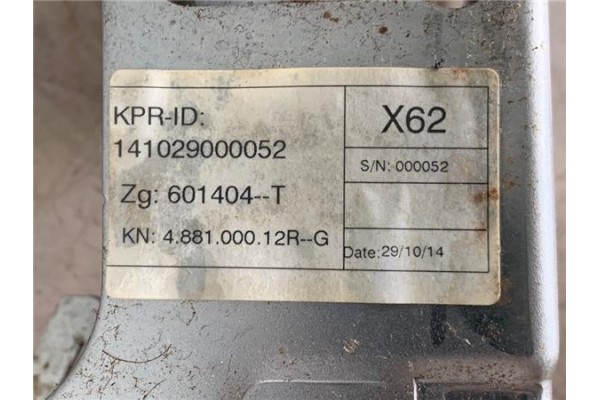 KPR-ID:
141029000052
Zg: 601404--T
KN: 4.881.000.12R--G
X62
S/N: 000052
Date: 29/10/14